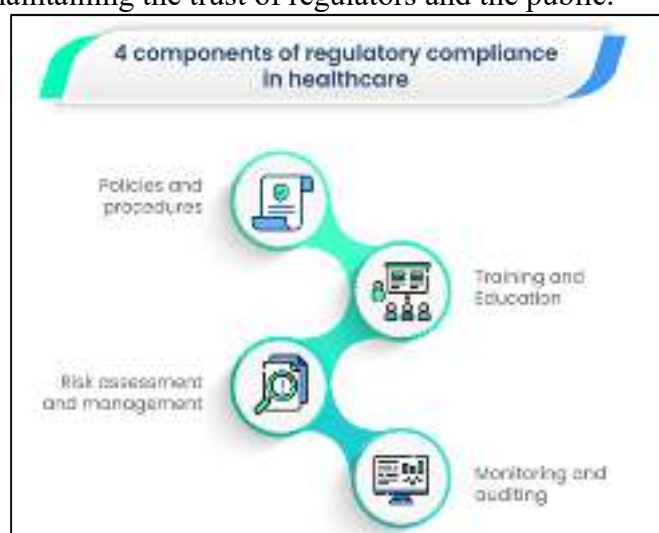 maintaining the trust of regulators and the public.
4 components of regulatory compliance
in healthcare
Policies and
procedures
Training and
Education
Risk assessment
and management
Monitoring and
auditing